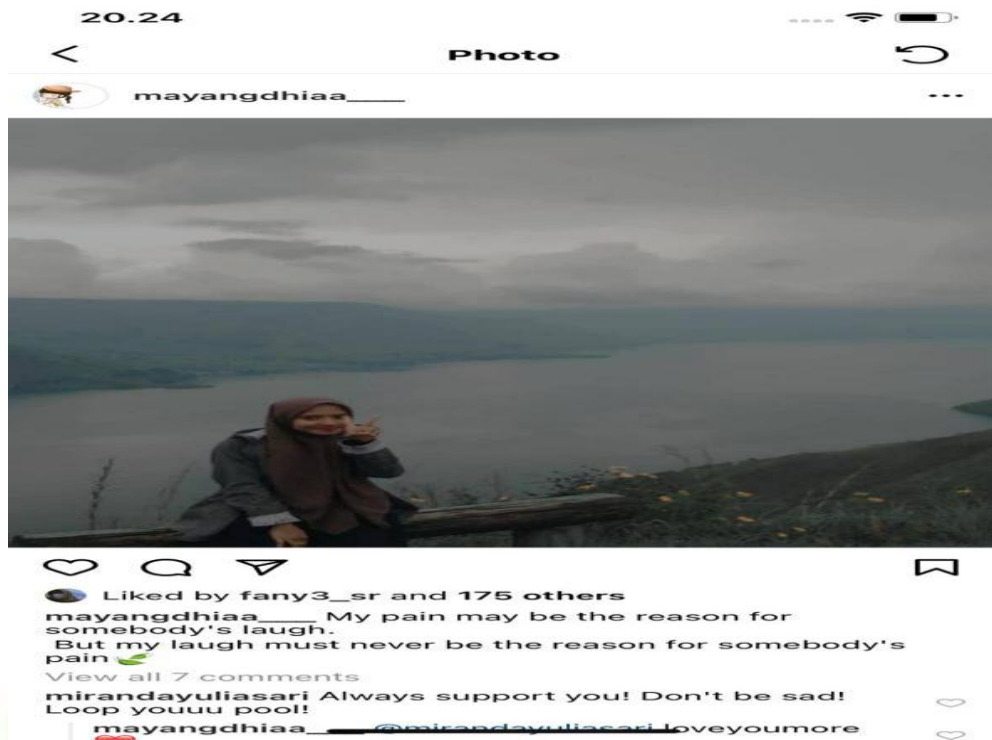 20.24
Photo
mayangdhiaa____
Liked by fany3_sr and 175 others
mayangdhiaa____ My pain may be the reason for
somebody's laugh.
But my laugh must never be the reason for somebody's
pain
View all 7 comments
mirandayuliasari Always support you! Don't be sad!
Loop youuu pool!
mayangdhiaa____ @mirandayuliasari loveyoumore